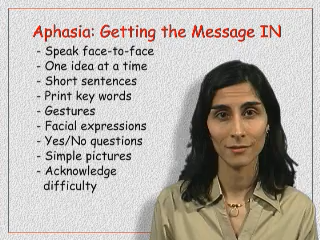 Aphasia: Getting the Message IN
- Speak face-to-face
- One idea at a time
- Short sentences
- Print key words
- Gestures
- Facial expressions
- Yes/No questions
- Simple pictures
- Acknowledge
difficulty